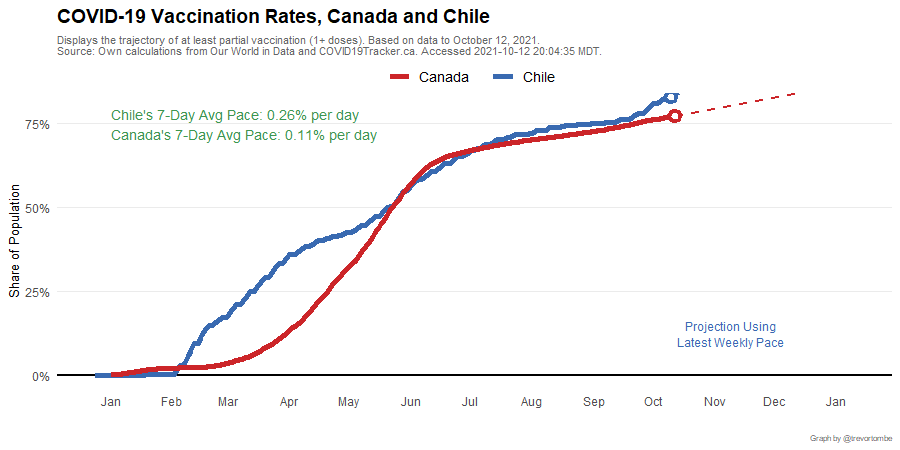 COVID-19 Vaccination Rates, Canada and Chile
Displays the trajectory of at least partial vaccination (1+ doses). Based on data to October 12, 2021.
Source: Own calculations from Our World in Data and COVID19Tracker.ca. Accessed 2021-10-12 20:04:35 MDT.
Canada Chile
Chile's 7-Day Avg Pace: 0.26% per day
Canada's 7-Day Avg Pace: 0.11% per day
75%
50%
25%
0%
Share of Population
Projection Using
Latest Weekly Pace
Jan Feb Mar Apr May Jun Jul Aug Sep Oct Nov Dec Jan
Graph by @trevortombe